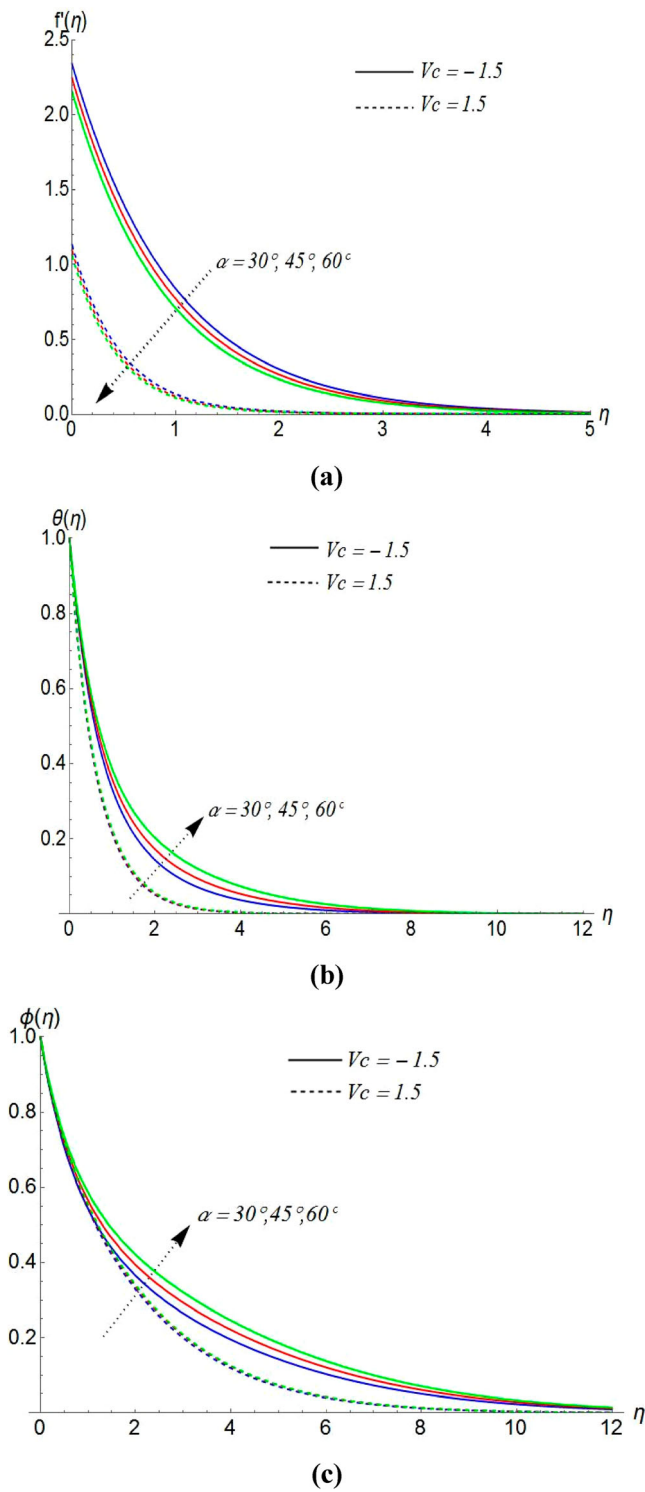 f'(η)
2.5
2.0
1.5
1.0
0.5
0.0
Vc = − 1.5
Vc = 1.5
α = 30°, 45°, 60°
0 1 2 3 4 5 η
(a)
θ(η)
1.0
0.8
0.6
0.4
0.2
Vc = − 1.5
Vc = 1.5
α = 30°, 45°, 60°
0 2 4 6 8 10 12 η
(b)
ϕ(η)
1.0
0.8
0.6
0.4
0.2
Vc = − 1.5
Vc = 1.5
α = 30°,45°,60°
0 2 4 6 8 10 12 η
(c)